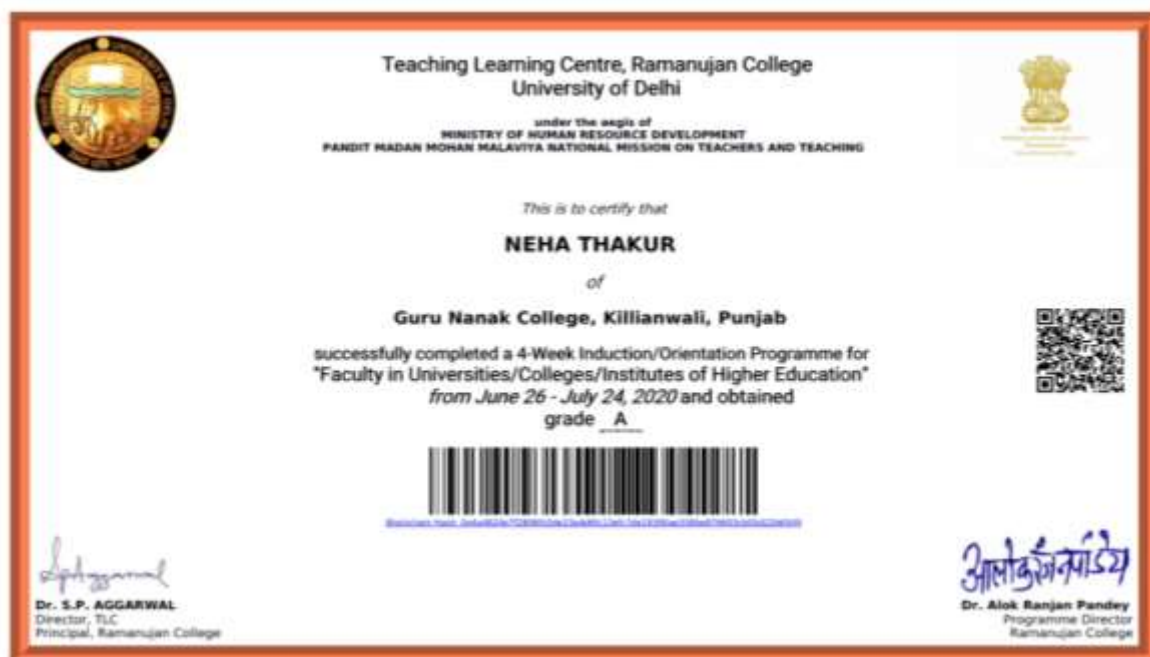 Teaching Learning Centre, Ramanujan College
University of Delhi
under the aegis of
MINISTRY OF HUMAN RESOURCE DEVELOPMENT
PANDIT MADAN MOHAN MALAVIYA NATIONAL MISSION ON TEACHERS AND TEACHING
This is to certify that
NEHA THAKUR
of
Guru Nanak College, Killianwali, Punjab
successfully completed a 4-Week Induction/Orientation Programme for
"Faculty in Universities/Colleges/Institutes of Higher Education"
from June 26 - July 24, 2020 and obtained
grade A
SpAggarwal
Dr. S.P. AGGARWAL
Director, TLC
Principal, Ramanujan College
आलोक रंजन पांडेय
Dr. Alok Ranjan Pandey
Programme Director
Ramanujan College